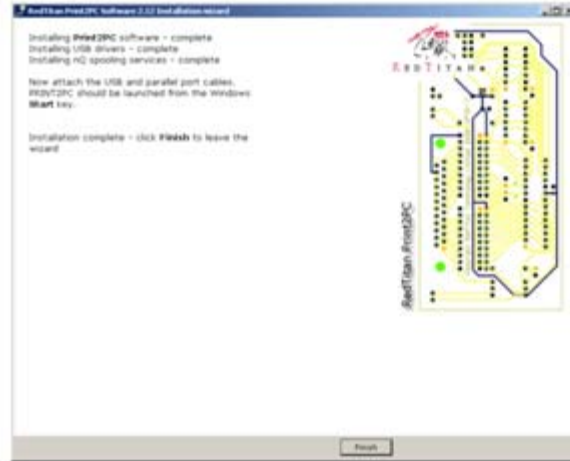 RedTitan Print2PC Software 2.12 Installation wizard
Installing Print2PC software - complete
Installing USB drivers - complete
Installing nQ spooling services - complete
Now attach the USB and parallel port cables.
PRINT2PC should be launched from the Windows
Start key.
Installation complete - click Finish to leave the
wizard
REDTITAN
RedTitan Print2PC
Finish